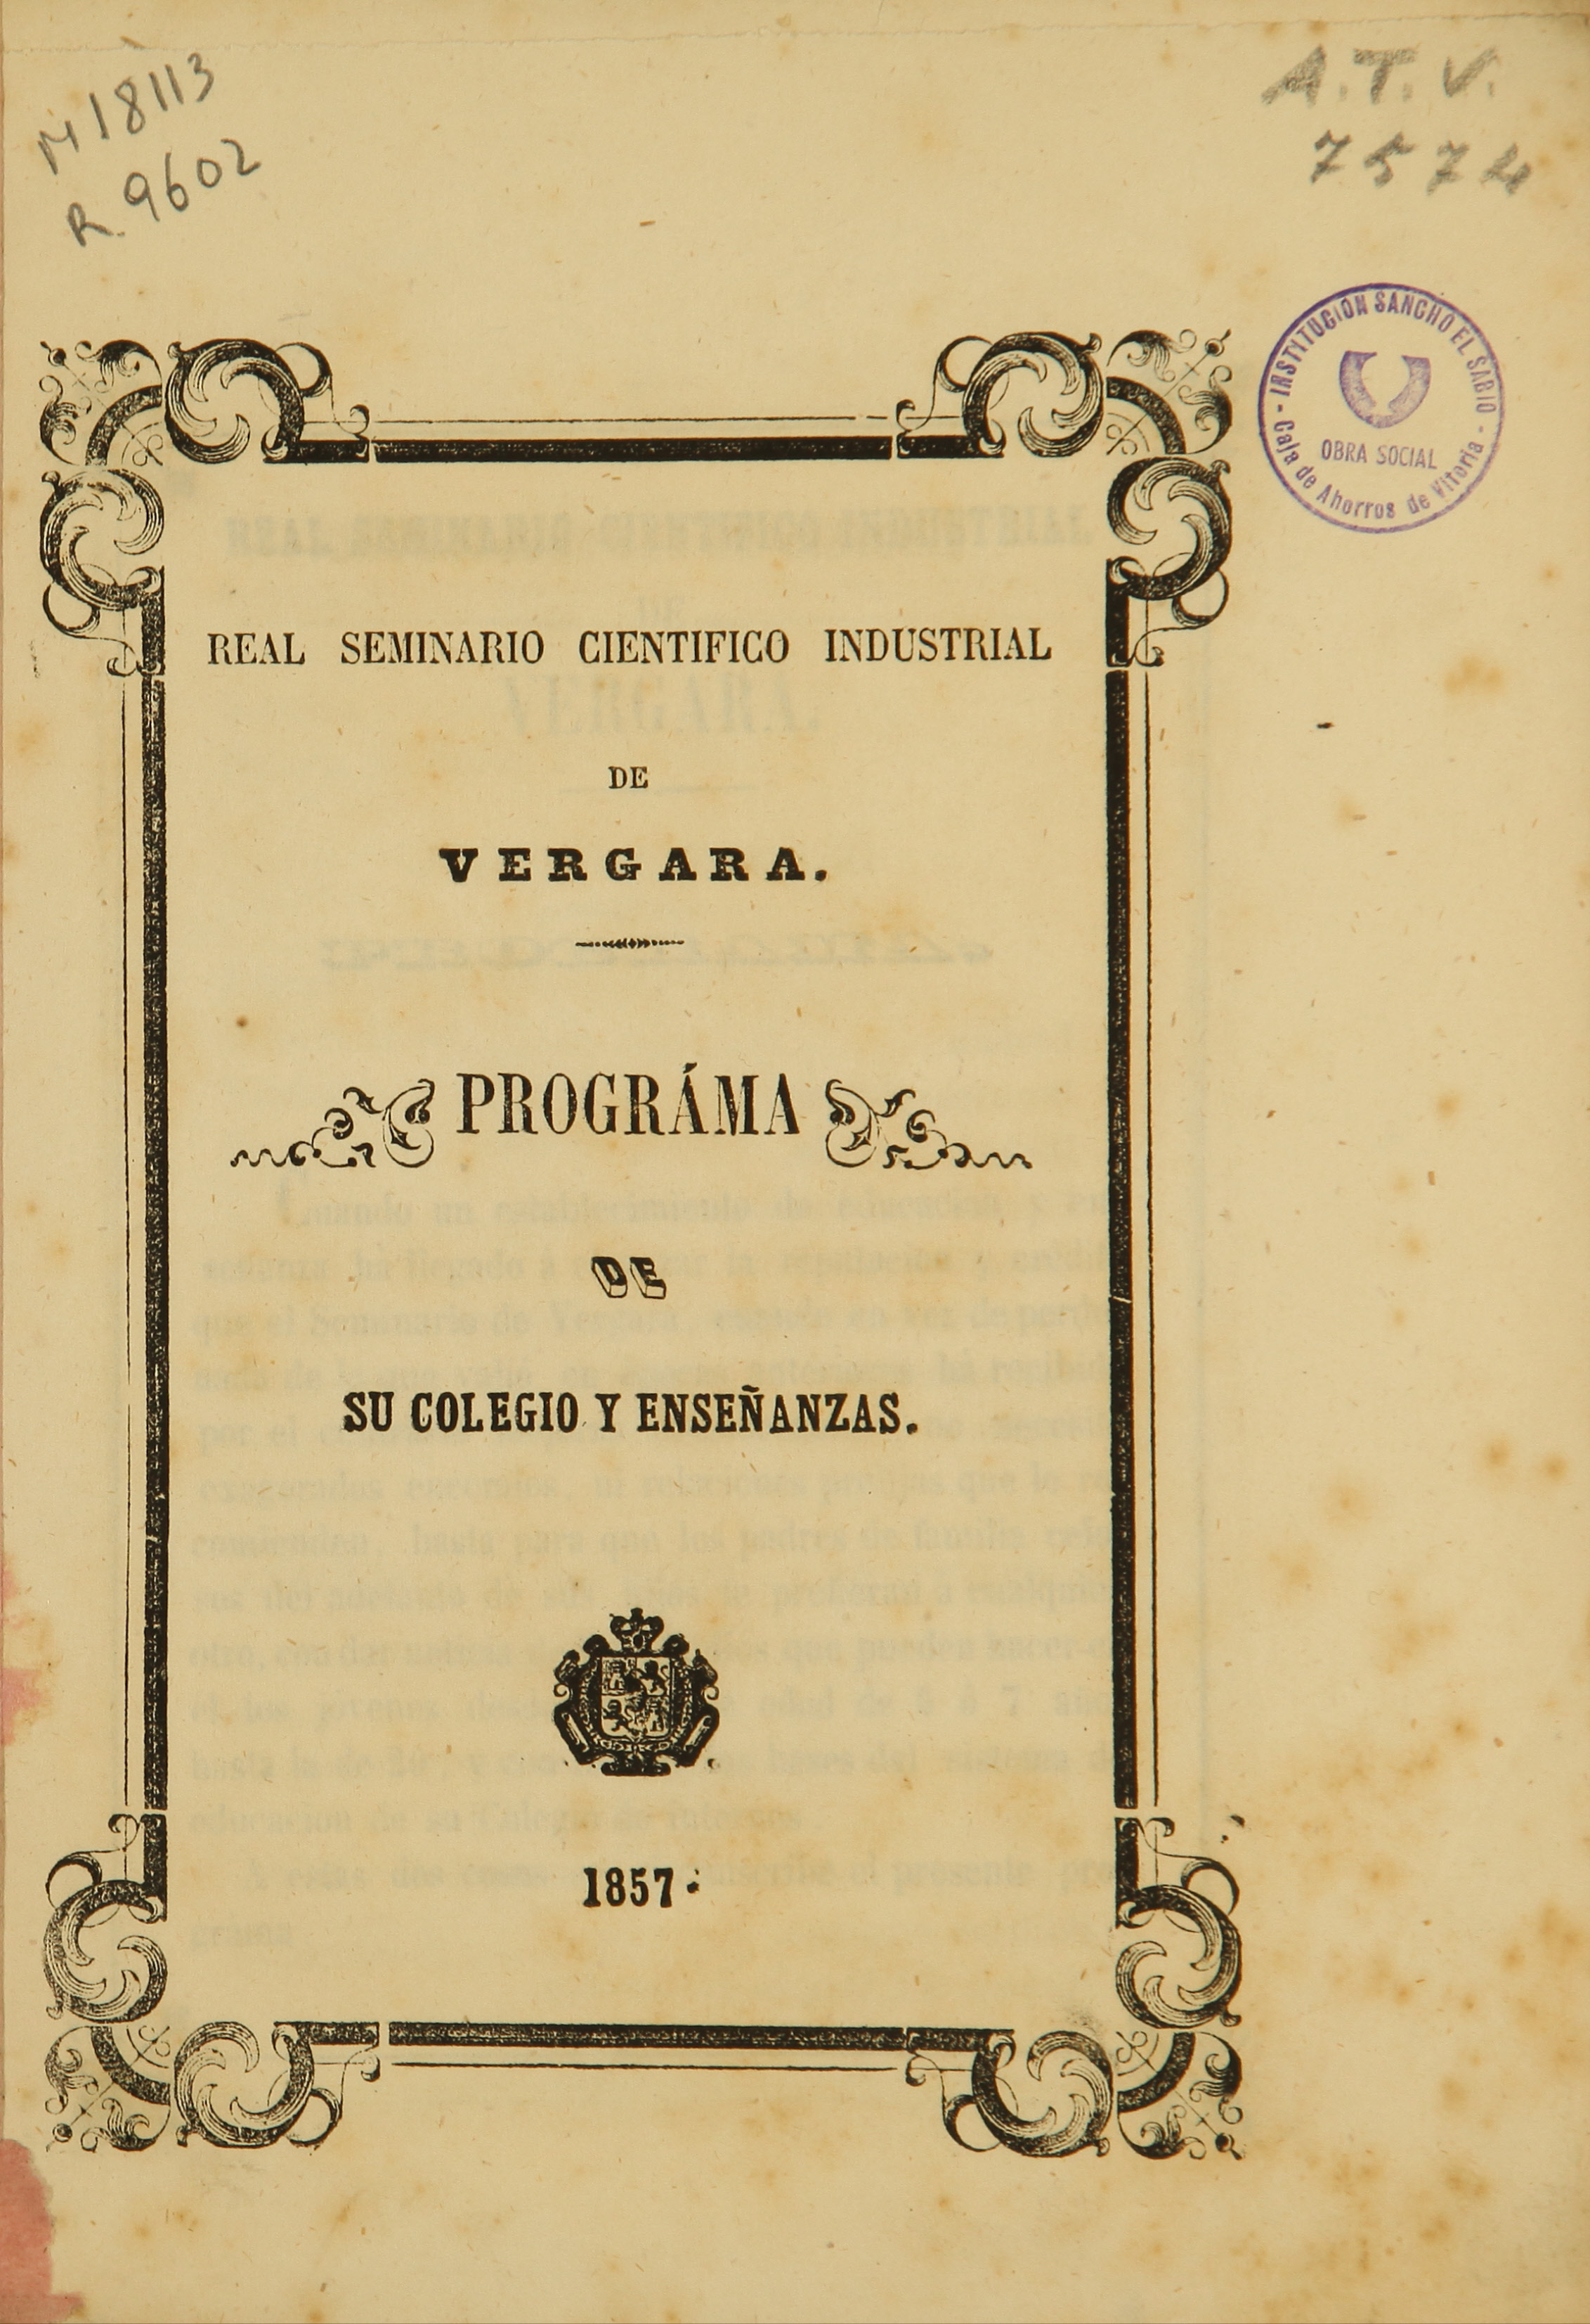 M 18113
R. 9602
A.T.V.
7574
- INSTITUCIÓN SANCHO EL SABIO -
OBRA SOCIAL
Caja de Ahorros de Vitoria
REAL SEMINARIO CIENTIFICO INDUSTRIAL
DE
VERGARA.
PROGRÁMA
DE
SU COLEGIO Y ENSEÑANZAS.
1857.